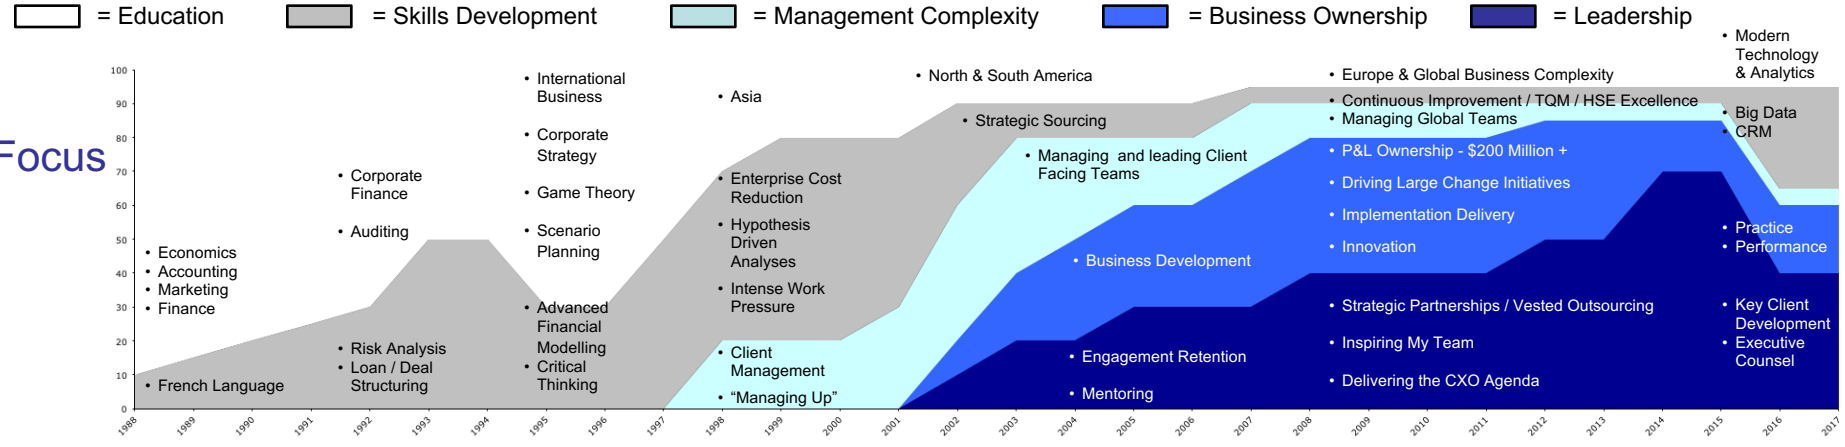 = Education
= Skills Development
= Management Complexity
= Business Ownership
= Leadership
Focus
100
90
80
70
60
50
40
30
20
10
0
• Economics
• Accounting
• Marketing
• Finance
• French Language
• Corporate
Finance
• Auditing
• Risk Analysis
• Loan / Deal
Structuring
• International
Business
• Corporate
Strategy
• Game Theory
• Scenario
Planning
• Advanced
Financial
Modelling
• Critical
Thinking
• Asia
• Enterprise Cost
Reduction
• Hypothesis
Driven
Analyses
• Intense Work
Pressure
• Client
Management
• “Managing Up”
• North & South America
• Strategic Sourcing
• Managing and leading Client
Facing Teams
• Business Development
• Engagement Retention
• Mentoring
• Europe & Global Business Complexity
• Continuous Improvement / TQM / HSE Excellence
• Managing Global Teams
• P&L Ownership - $200 Million +
• Driving Large Change Initiatives
• Implementation Delivery
• Innovation
• Strategic Partnerships / Vested Outsourcing
• Inspiring My Team
• Delivering the CXO Agenda
• Modern
Technology
& Analytics
• Big Data
• CRM
• Practice
• Performance
• Key Client
Development
• Executive
Counsel
1988
1989
1990
1991
1992
1993
1994
1995
1996
1997
1998
1999
2000
2001
2002
2003
2004
2005
2006
2007
2008
2009
2010
2011
2012
2013
2014
2015
2016
2017